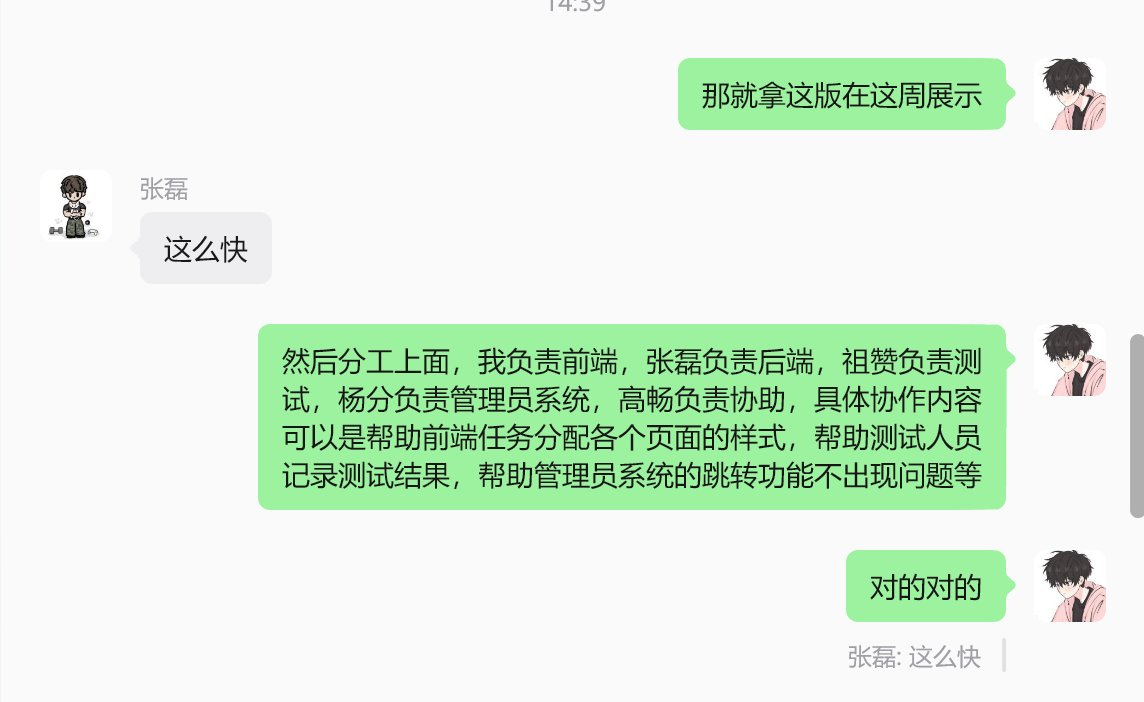 14:39
那就拿这版在这周展示
张磊
这么快
然后分工上面，我负责前端，张磊负责后端，祖赞负责测
试，杨分负责管理员系统，高畅负责协助，具体协作内容
可以是帮助前端任务分配各个页面的样式，帮助测试人员
记录测试结果，帮助管理员系统的跳转功能不出现问题等
对的对的
张磊: 这么快